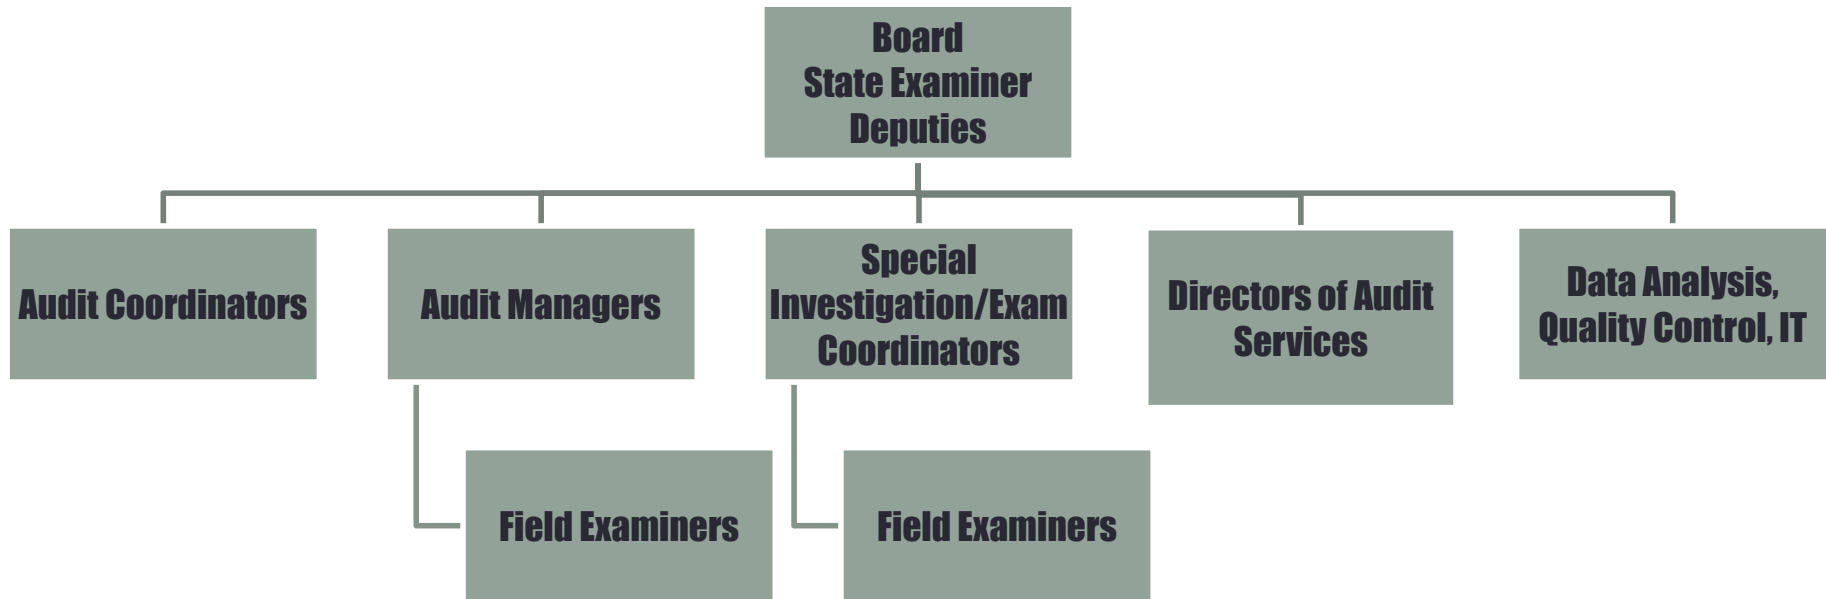 Board
State Examiner
Deputies
Audit Coordinators
Audit Managers
Special
Investigation/Exam
Coordinators
Directors of Audit
Services
Data Analysis,
Quality Control, IT
Field Examiners
Field Examiners